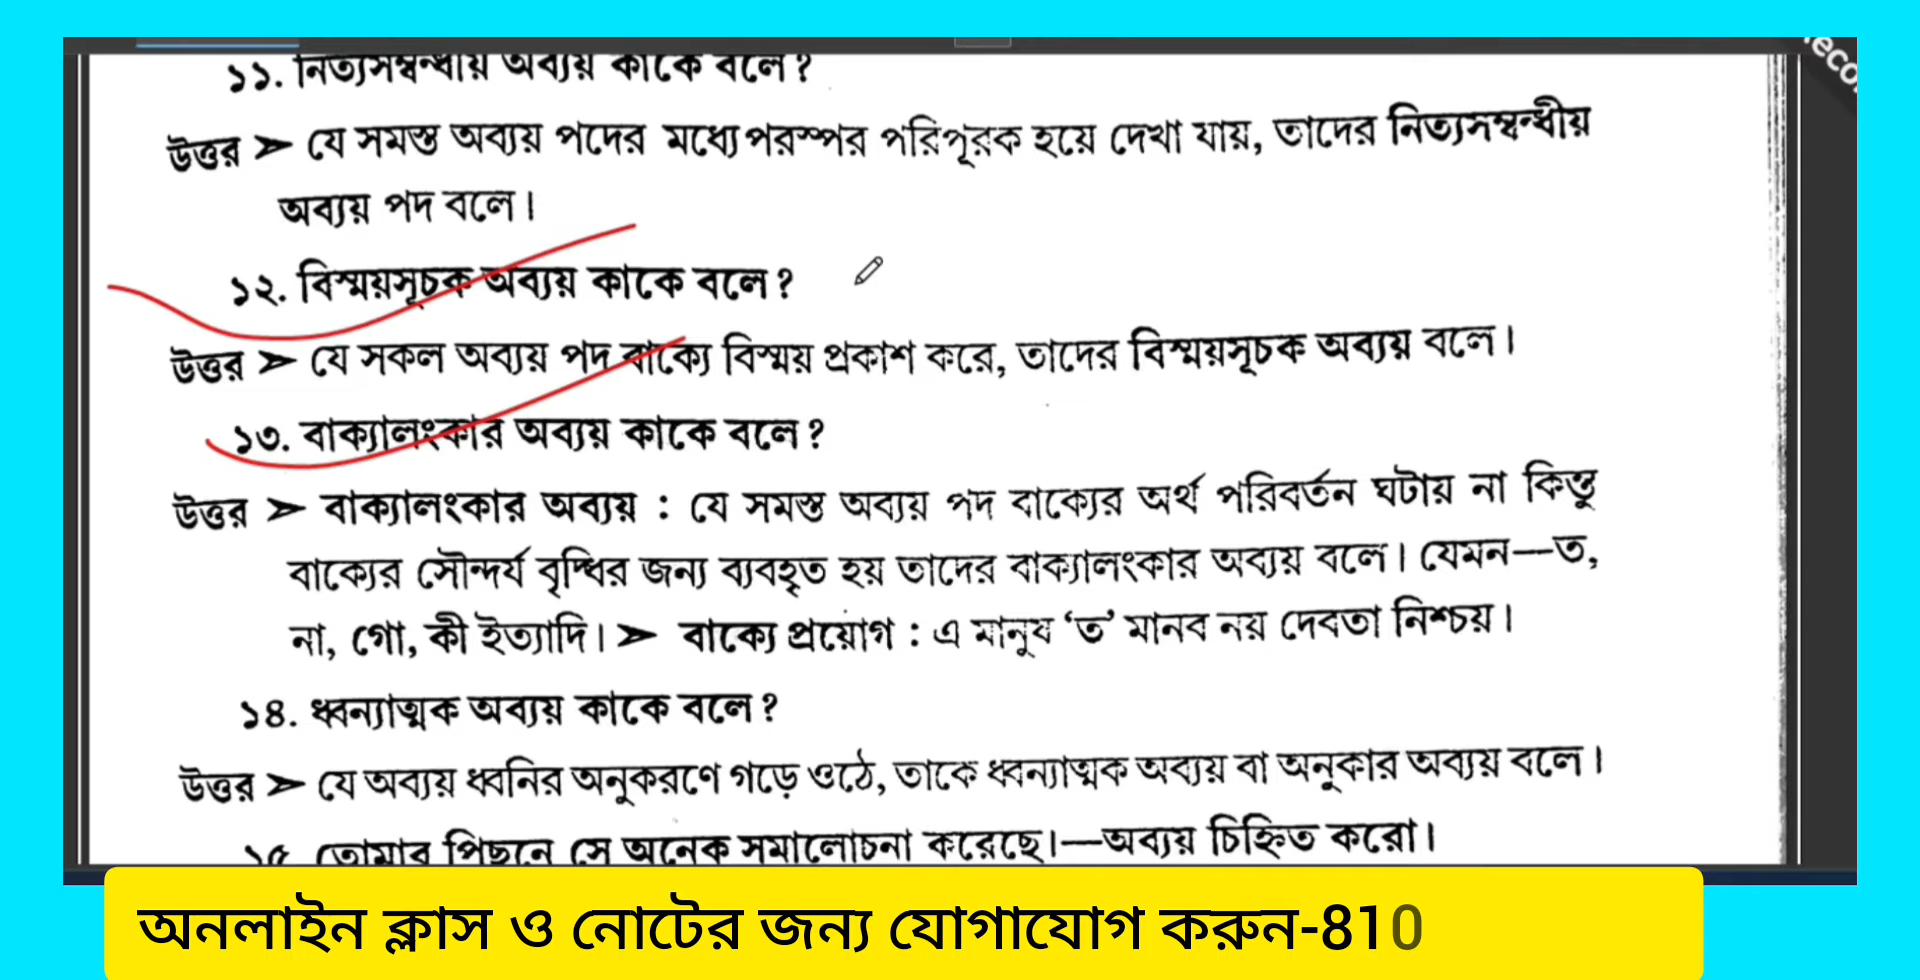 ১১. নিত্যসম্বন্ধীয় অব্যয় কাকে বলে?
উত্তর ➤ যে সমস্ত অব্যয় পদের মধ্যে পরস্পর পরিপূরক হয়ে দেখা যায়, তাদের নিত্যসম্বন্ধীয়
অব্যয় পদ বলে।
১২. বিস্ময়সূচক অব্যয় কাকে বলে?
উত্তর ➤ যে সকল অব্যয় পদ বাক্যে বিস্ময় প্রকাশ করে, তাদের বিস্ময়সূচক অব্যয় বলে।
১৩. বাক্যালংকার অব্যয় কাকে বলে?
উত্তর ➤ বাক্যালংকার অব্যয় : যে সমস্ত অব্যয় পদ বাক্যের অর্থ পরিবর্তন ঘটায় না কিন্তু
বাক্যের সৌন্দর্য বৃদ্ধির জন্য ব্যবহৃত হয় তাদের বাক্যালংকার অব্যয় বলে। যেমন—ত,
না, গো, কী ইত্যাদি। ➤ বাক্যে প্রয়োগ : এ মানুষ ‘ত’ মানব নয় দেবতা নিশ্চয়।
১৪. ধ্বন্যাত্মক অব্যয় কাকে বলে?
উত্তর ➤ যে অব্যয় ধ্বনির অনুকরণে গড়ে ওঠে, তাকে ধ্বন্যাত্মক অব্যয় বা অনুকার অব্যয় বলে।
১৫ তোমার পিছনে সে অনেক সমালোচনা করেছে।—অব্যয় চিহ্নিত করো।
অনলাইন ক্লাস ও নোটের জন্য যোগাযোগ করুন-810